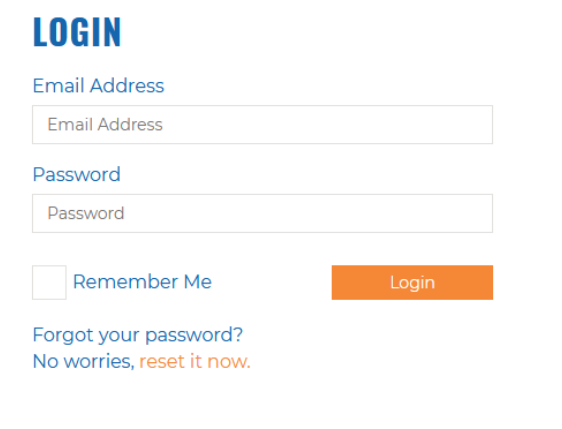 LOGIN
Email Address
Email Address
Password
Password
Remember Me
Login
Forgot your password?
No worries, reset it now.